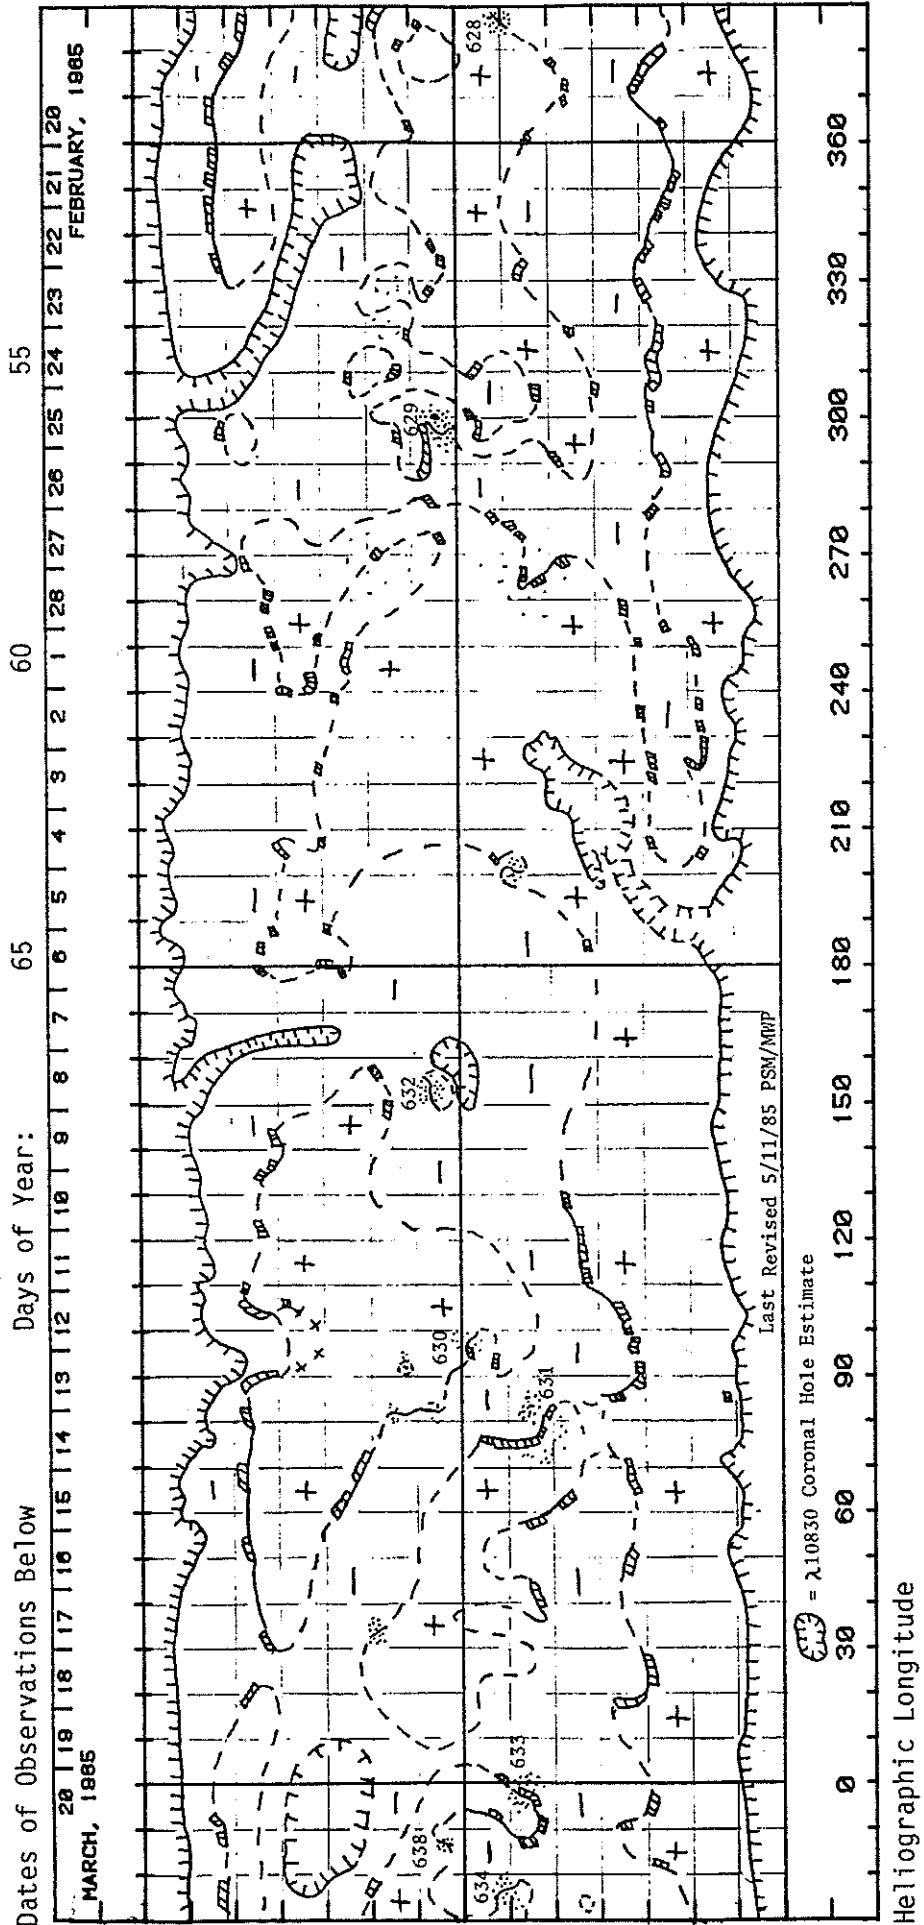 Dates of Observations Below Days of Year: 65 60 55
20 | 19 | 18 | 17 | 16 | 15 | 14 | 13 | 12 | 11 | 10 | 9 | 8 | 7 | 6 | 5 | 4 | 3 | 2 | 1 | 28 | 27 | 26 | 25 | 24 | 23 | 22 | 21 | 20
MARCH, 1985 FEBRUARY, 1985
629
632
638
630
634
628
633
631
Last Revised 5/11/85 PSM/MWP
= λ10830 Coronal Hole Estimate
0 30 60 90 120 150 180 210 240 270 300 330 360
Heliographic Longitude